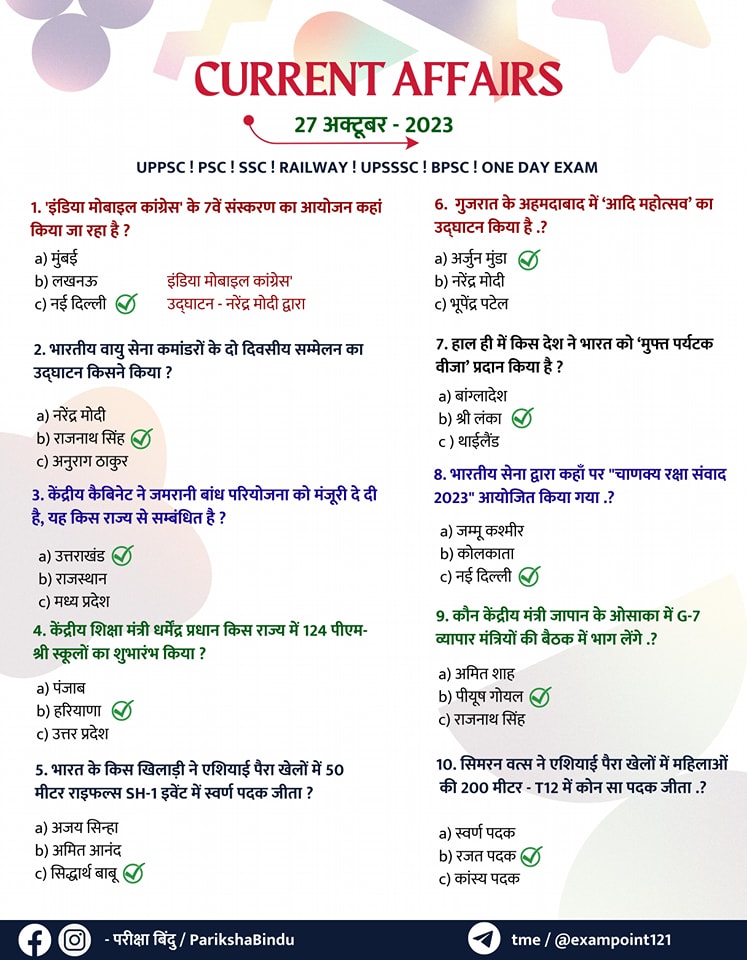 CURRENT AFFAIRS
27 अक्टूबर - 2023
UPPSC ! PSC ! SSC ! RAILWAY ! UPSSSC ! BPSC ! ONE DAY EXAM
1. 'इंडिया मोबाइल कांग्रेस' के 7वें संस्करण का आयोजन कहां
किया जा रहा है ?
a) मुंबई
b) लखनऊ
c) नई दिल्ली
इंडिया मोबाइल कांग्रेस'
उद्घाटन - नरेंद्र मोदी द्वारा
2. भारतीय वायु सेना कमांडरों के दो दिवसीय सम्मेलन का
उद्घाटन किसने किया ?
a) नरेंद्र मोदी
b) राजनाथ सिंह
c) अनुराग ठाकुर
3. केंद्रीय कैबिनेट ने जमरानी बांध परियोजना को मंजूरी दे दी
है, यह किस राज्य से सम्बंधित है ?
a) उत्तराखंड
b) राजस्थान
c) मध्य प्रदेश
4. केंद्रीय शिक्षा मंत्री धर्मेंद्र प्रधान किस राज्य में 124 पीएम-
श्री स्कूलों का शुभारंभ किया ?
a) पंजाब
b) हरियाणा
c) उत्तर प्रदेश
5. भारत के किस खिलाड़ी ने एशियाई पैरा खेलों में 50
मीटर राइफल्स SH-1 इवेंट में स्वर्ण पदक जीता ?
a) अजय सिन्हा
b) अमित आनंद
c) सिद्धार्थ बाबू
6. गुजरात के अहमदाबाद में ‘आदि महोत्सव’ का
उद्घाटन किया है .?
a) अर्जुन मुंडा
b) नरेंद्र मोदी
c) भूपेंद्र पटेल
7. हाल ही में किस देश ने भारत को ‘मुफ्त पर्यटक
वीजा’ प्रदान किया है ?
a) बांग्लादेश
b) श्री लंका
c ) थाईलैंड
8. भारतीय सेना द्वारा कहाँ पर "चाणक्य रक्षा संवाद
2023" आयोजित किया गया .?
a) जम्मू कश्मीर
b) कोलकाता
c) नई दिल्ली
9. कौन केंद्रीय मंत्री जापान के ओसाका में G-7
व्यापार मंत्रियों की बैठक में भाग लेंगे .?
a) अमित शाह
b) पीयूष गोयल
c) राजनाथ सिंह
10. सिमरन वत्स ने एशियाई पैरा खेलों में महिलाओं
की 200 मीटर - T12 में कोन सा पदक जीता .?
a) स्वर्ण पदक
b) रजत पदक
c) कांस्य पदक
- परीक्षा बिंदु / PariikshaBindu
tme / @exampoint121